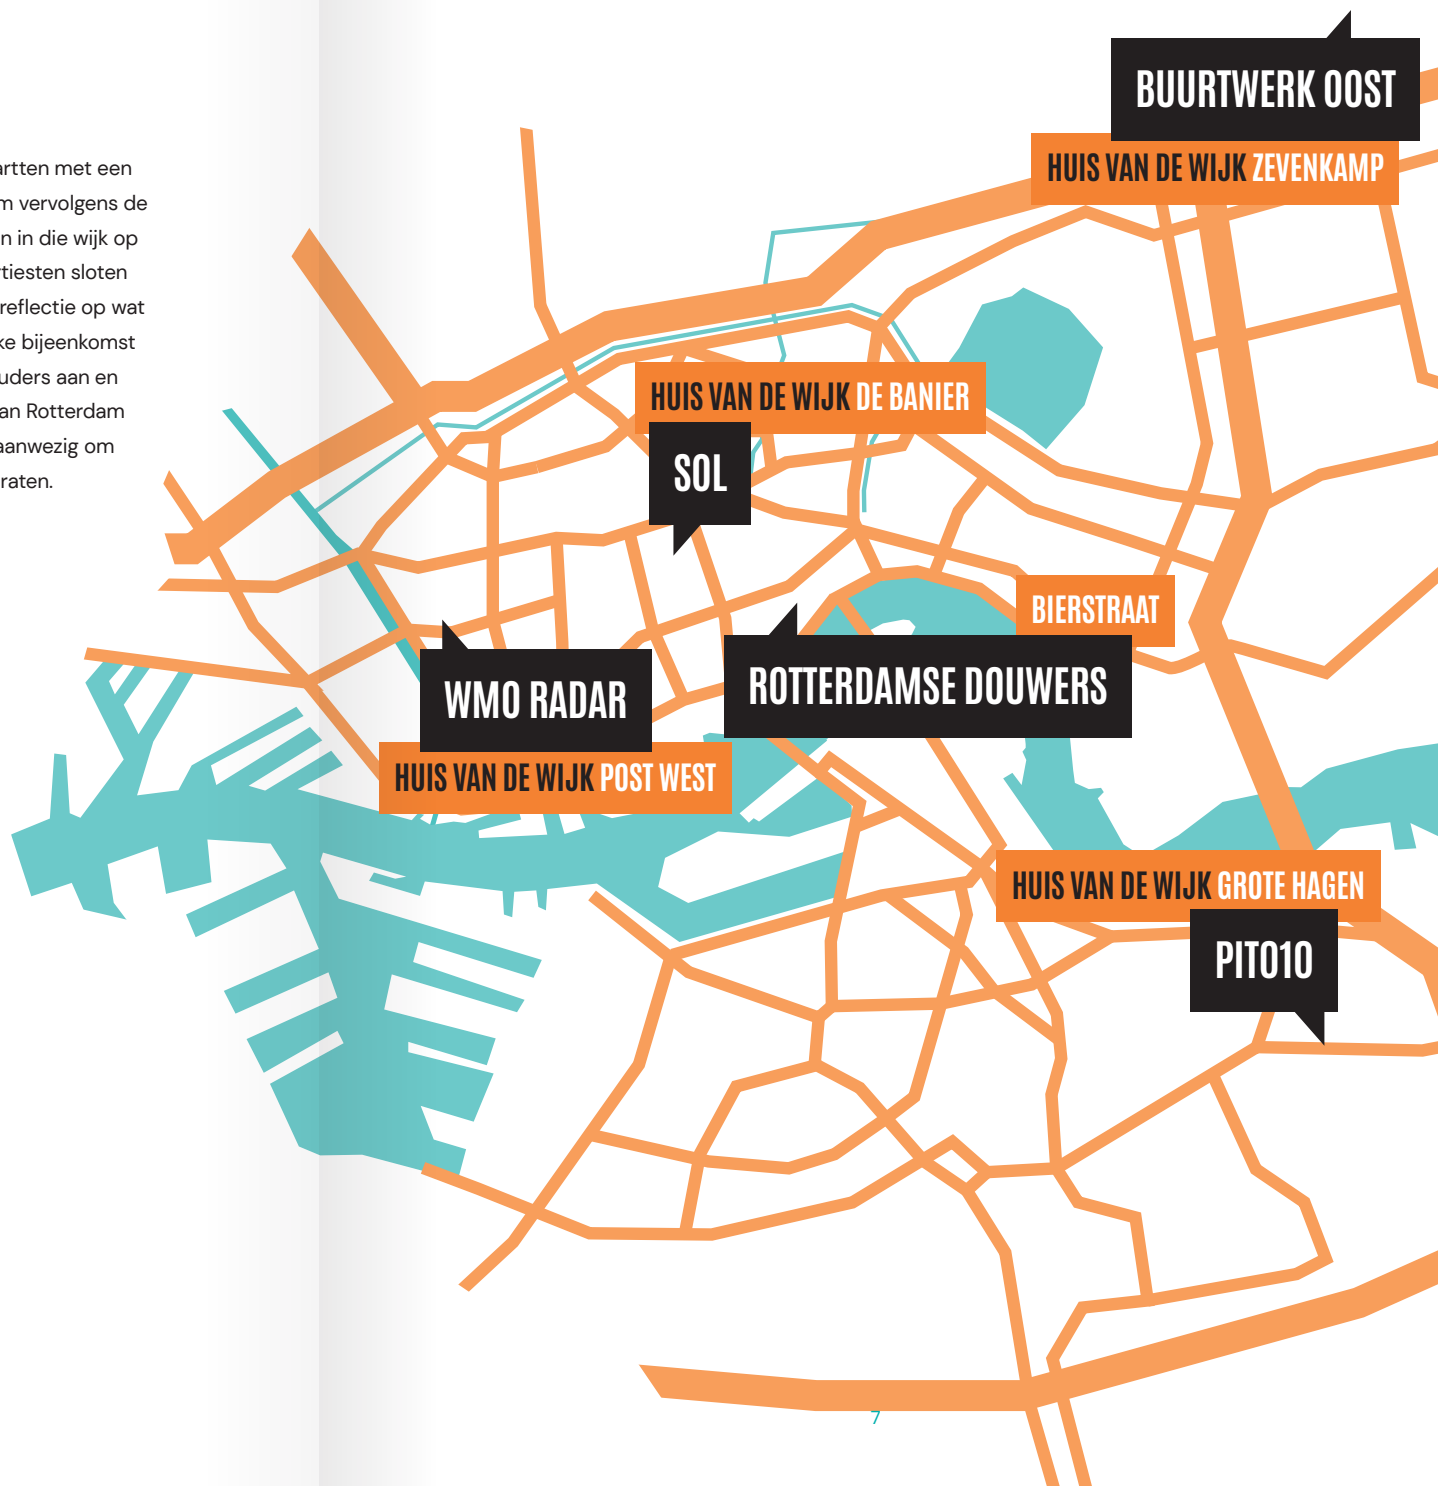 artten met een
m vervolgens de
n in die wijk op
rtiesten sloten
reflectie op wat
ke bijeenkomst
uders aan en
an Rotterdam
aanwezig om
raten.
BUURTWERK OOST
HUIS VAN DE WIJK ZEVENKAMP
HUIS VAN DE WIJK DE BANIER
SOL
BIERSTRAAT
ROTTERDAMSE DOUWERS
WMO RADAR
HUIS VAN DE WIJK POST WEST
HUIS VAN DE WIJK GROTE HAGEN
PIT010
7